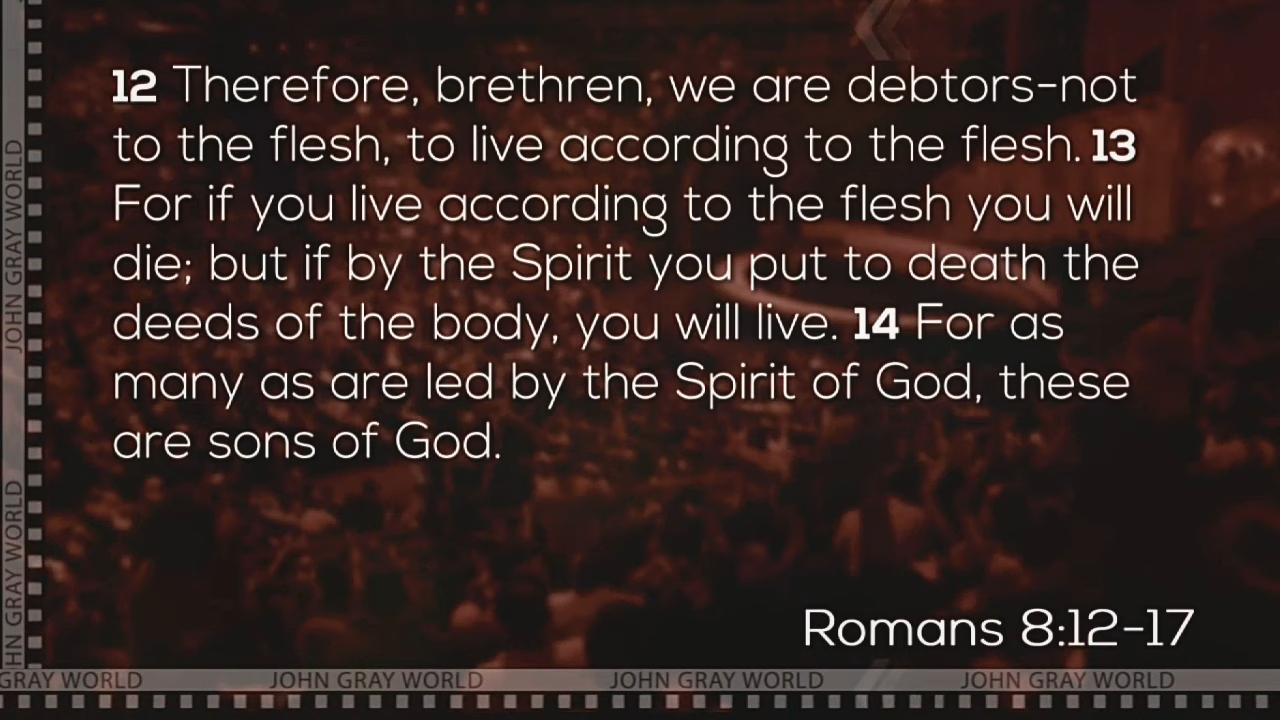 12 Therefore, brethren, we are debtors-not
to the flesh, to live according to the flesh. 13
For if you live according to the flesh you will
die; but if by the Spirit you put to death the
deeds of the body, you will live. 14 For as
many as are led by the Spirit of God, these
are sons of God.
Romans 8:12-17
JOHN GRAY WORLD
HN GRAY WORLD
GRAY WORLD JOHN GRAY WORLD JOHN GRAY WORLD JOHN GRAY WORLD